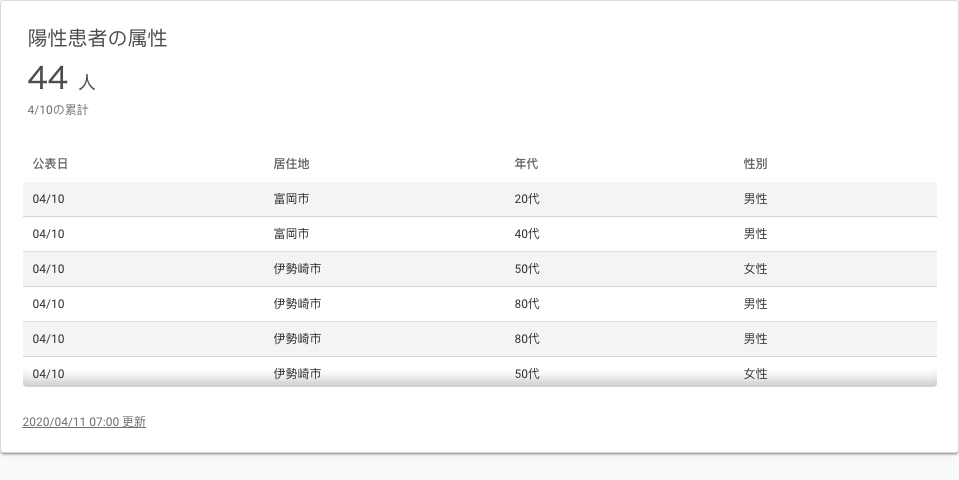 陽性患者の属性
44 人
4/10の累計
公表日 居住地 年代 性別
04/10 富岡市 20代 男性
04/10 富岡市 40代 男性
04/10 伊勢崎市 50代 女性
04/10 伊勢崎市 80代 男性
04/10 伊勢崎市 80代 男性
04/10 伊勢崎市 50代 女性
2020/04/11 07:00 更新